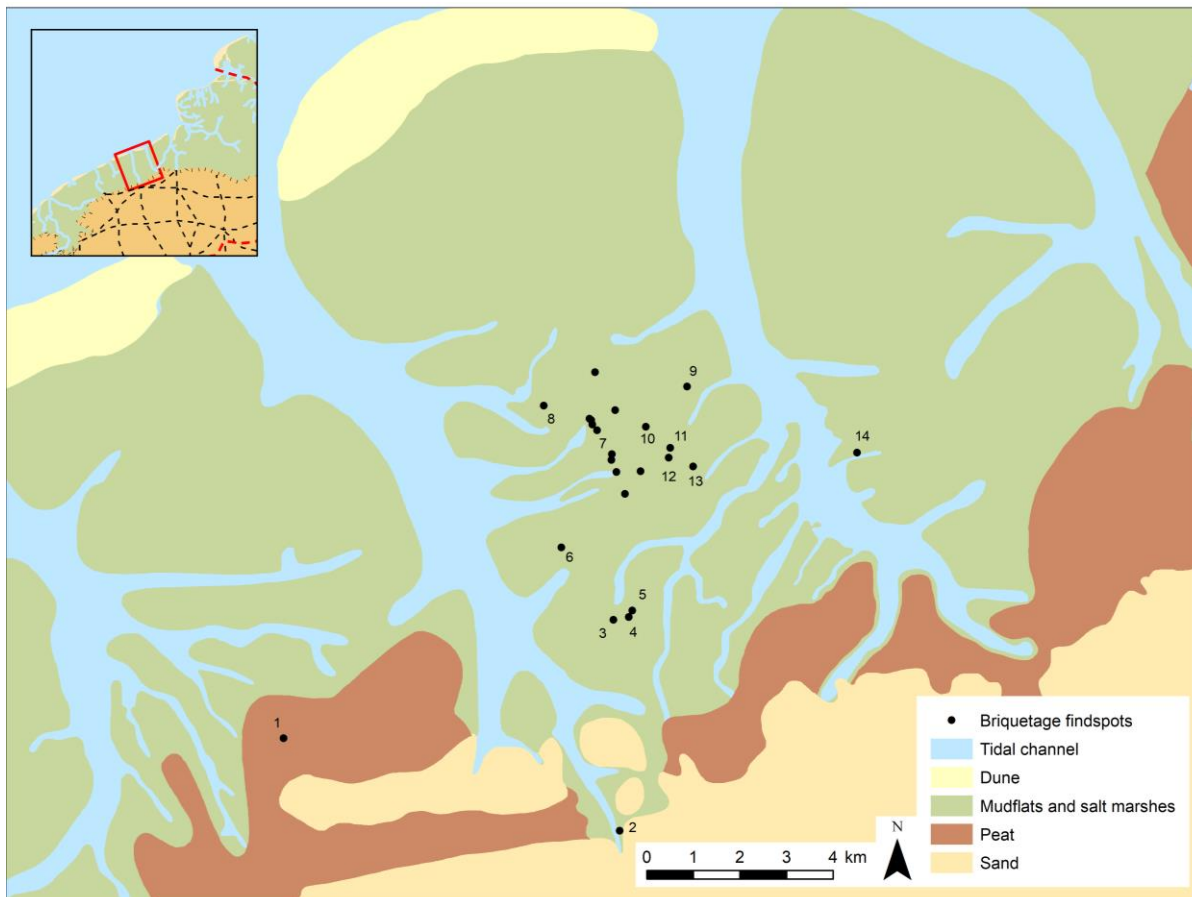 9
8
10
7
11
14
12
13
6
5
3
4
1
2
N
0 1 2 3 4 km
Briquetage findspots
Tidal channel
Dune
Mudflats and salt marshes
Peat
Sand